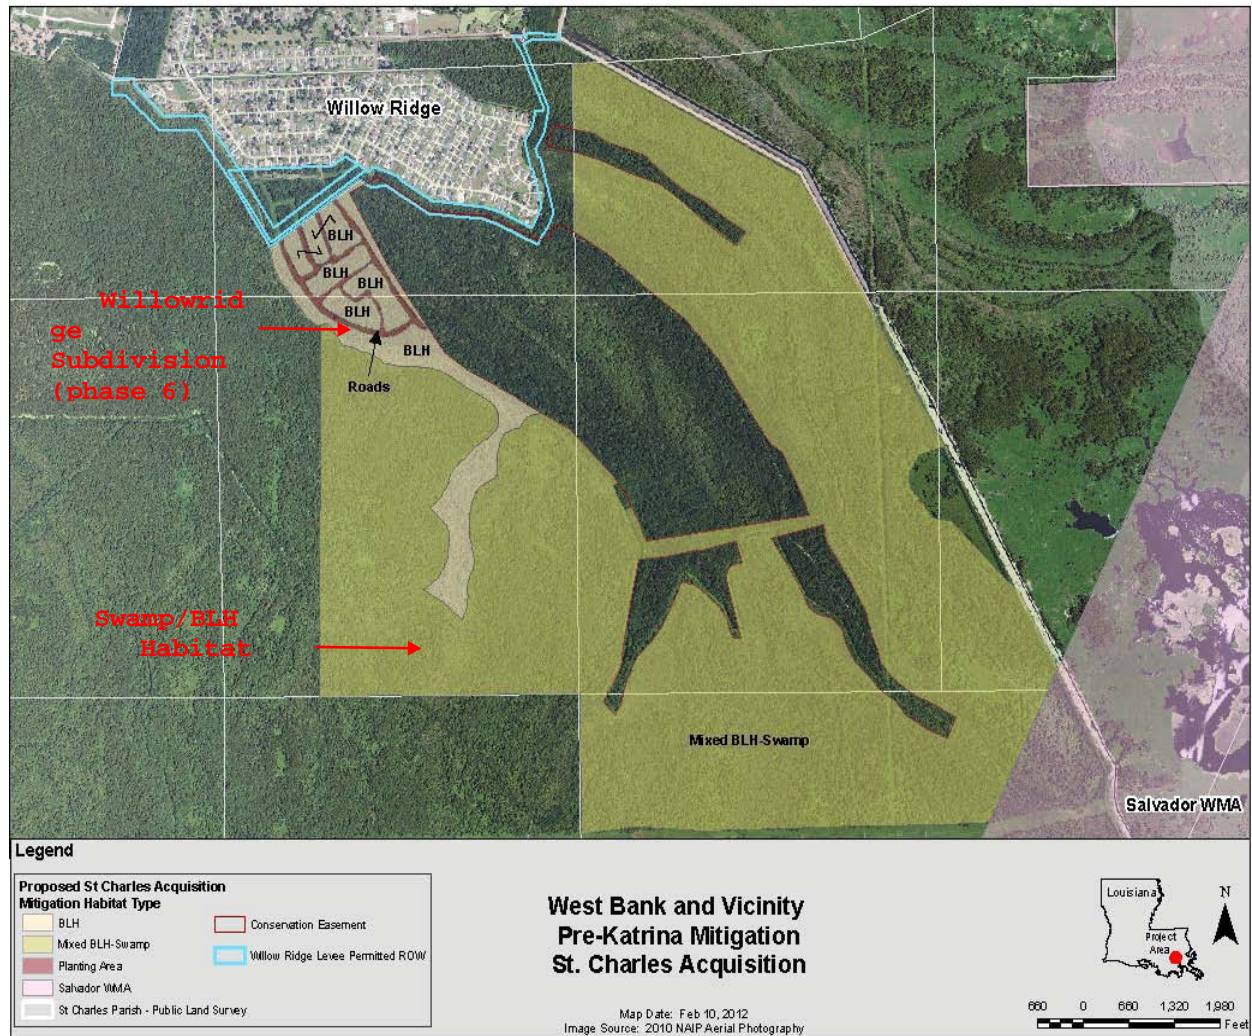 Willow Ridge
BLH
BLH
BLH
BLH
BLH
Roads
Willowrid
ge
Subdivision
(phase 6)
Swamp/BLH
Habitat
Mixed BLH-Swamp
Salvador WMA
Legend
Proposed St Charles Acquisition
Mitigation Habitat Type
BLH
Mixed BLH-Swamp
Planting Area
Salvador WMA
St Charles Parish - Public Land Survey
Conservation Easement
Willow Ridge Levee Permitted ROW
West Bank and Vicinity
Pre-Katrina Mitigation
St. Charles Acquisition
Map Date: Feb 10, 2012
Image Source: 2010 NAIP Aerial Photography
Louisiana
Project
Area
N
660 0 660 1,320 1,980
Feet